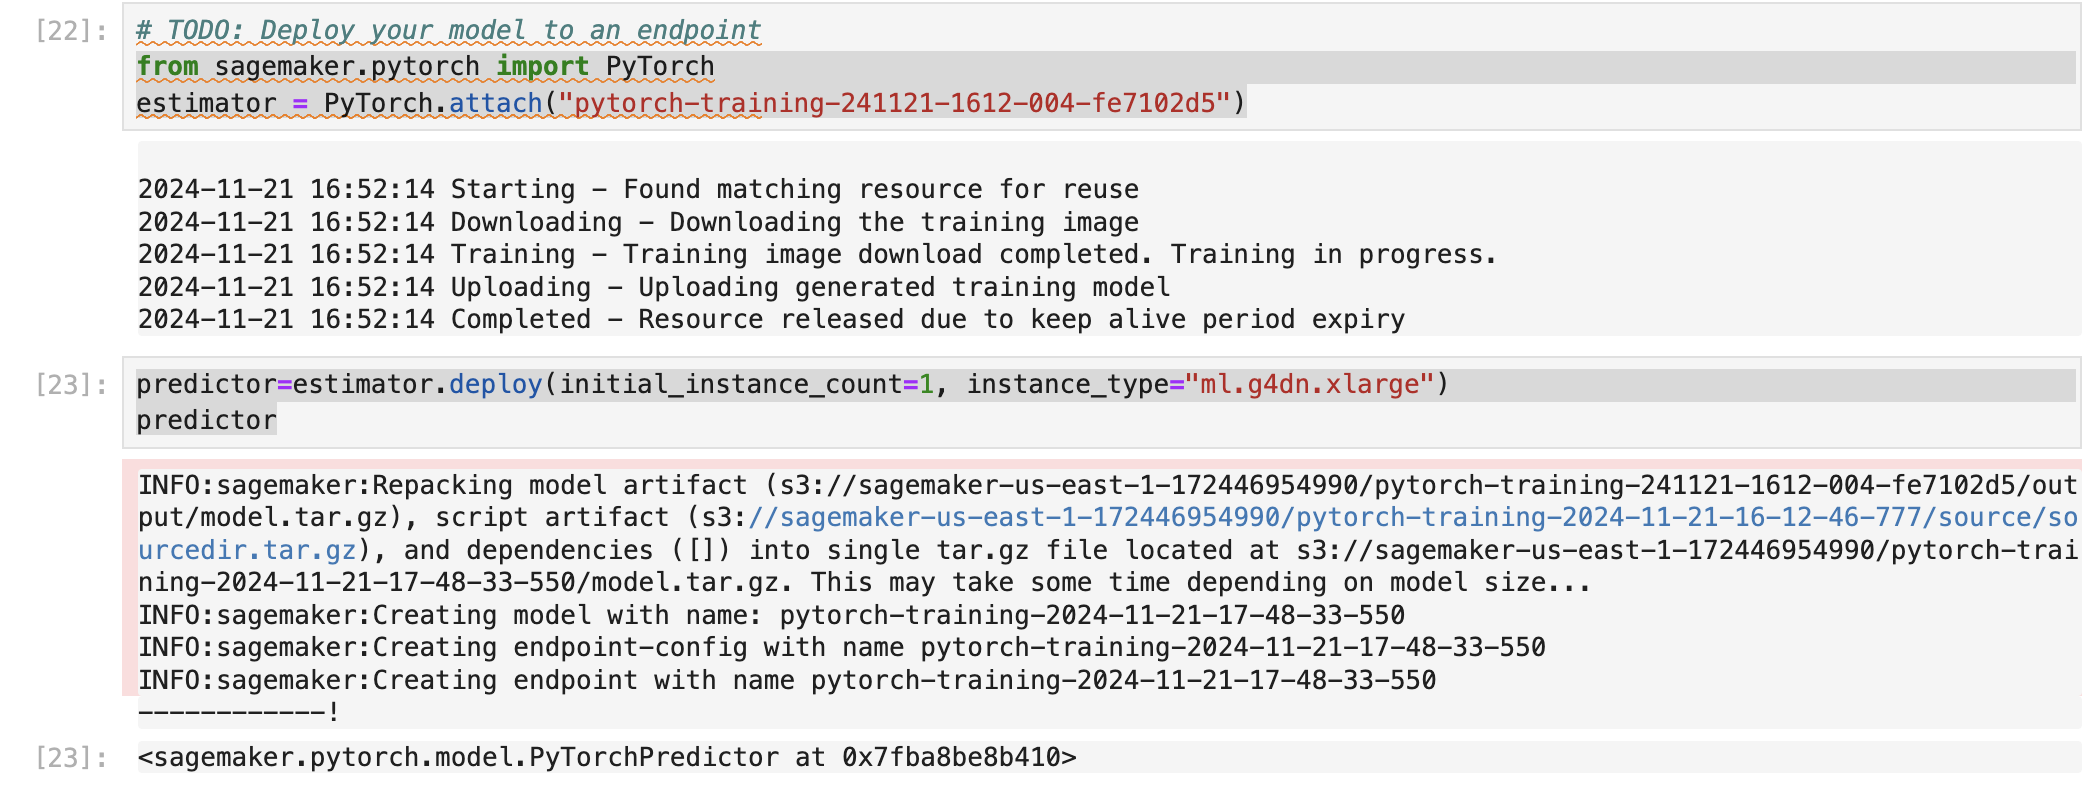 [22]: # TODO: Deploy your model to an endpoint
from sagemaker.pytorch import PyTorch
estimator = PyTorch.attach("pytorch-training-241121-1612-004-fe7102d5")
2024-11-21 16:52:14 Starting - Found matching resource for reuse
2024-11-21 16:52:14 Downloading - Downloading the training image
2024-11-21 16:52:14 Training - Training image download completed. Training in progress.
2024-11-21 16:52:14 Uploading - Uploading generated training model
2024-11-21 16:52:14 Completed - Resource released due to keep alive period expiry
[23]: predictor=estimator.deploy(initial_instance_count=1, instance_type="ml.g4dn.xlarge")
predictor
INFO:sagemaker:Repacking model artifact (s3://sagemaker-us-east-1-172446954990/pytorch-training-241121-1612-004-fe7102d5/out
put/model.tar.gz), script artifact (s3://sagemaker-us-east-1-172446954990/pytorch-training-2024-11-21-16-12-46-777/source/so
urcedir.tar.gz), and dependencies ([]) into single tar.gz file located at s3://sagemaker-us-east-1-172446954990/pytorch-trai
ning-2024-11-21-17-48-33-550/model.tar.gz. This may take some time depending on model size...
INFO:sagemaker:Creating model with name: pytorch-training-2024-11-21-17-48-33-550
INFO:sagemaker:Creating endpoint-config with name pytorch-training-2024-11-21-17-48-33-550
INFO:sagemaker:Creating endpoint with name pytorch-training-2024-11-21-17-48-33-550
------------!
[23]: <sagemaker.pytorch.model.PyTorchPredictor at 0x7fba8be8b410>